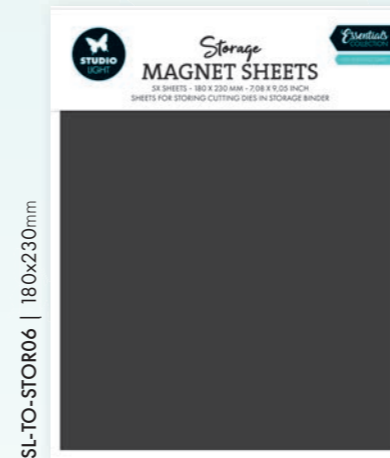 STUDIO
LIGHT
Storage
MAGNET SHEETS
5X SHEETS - 180 X 230 MM - 7,08 X 9,05 INCH
SHEETS FOR STORING CUTTING DIES IN STORAGE BINDER
Essentials
COLLECTION
SL-TO-STOR06 | 180x230mm